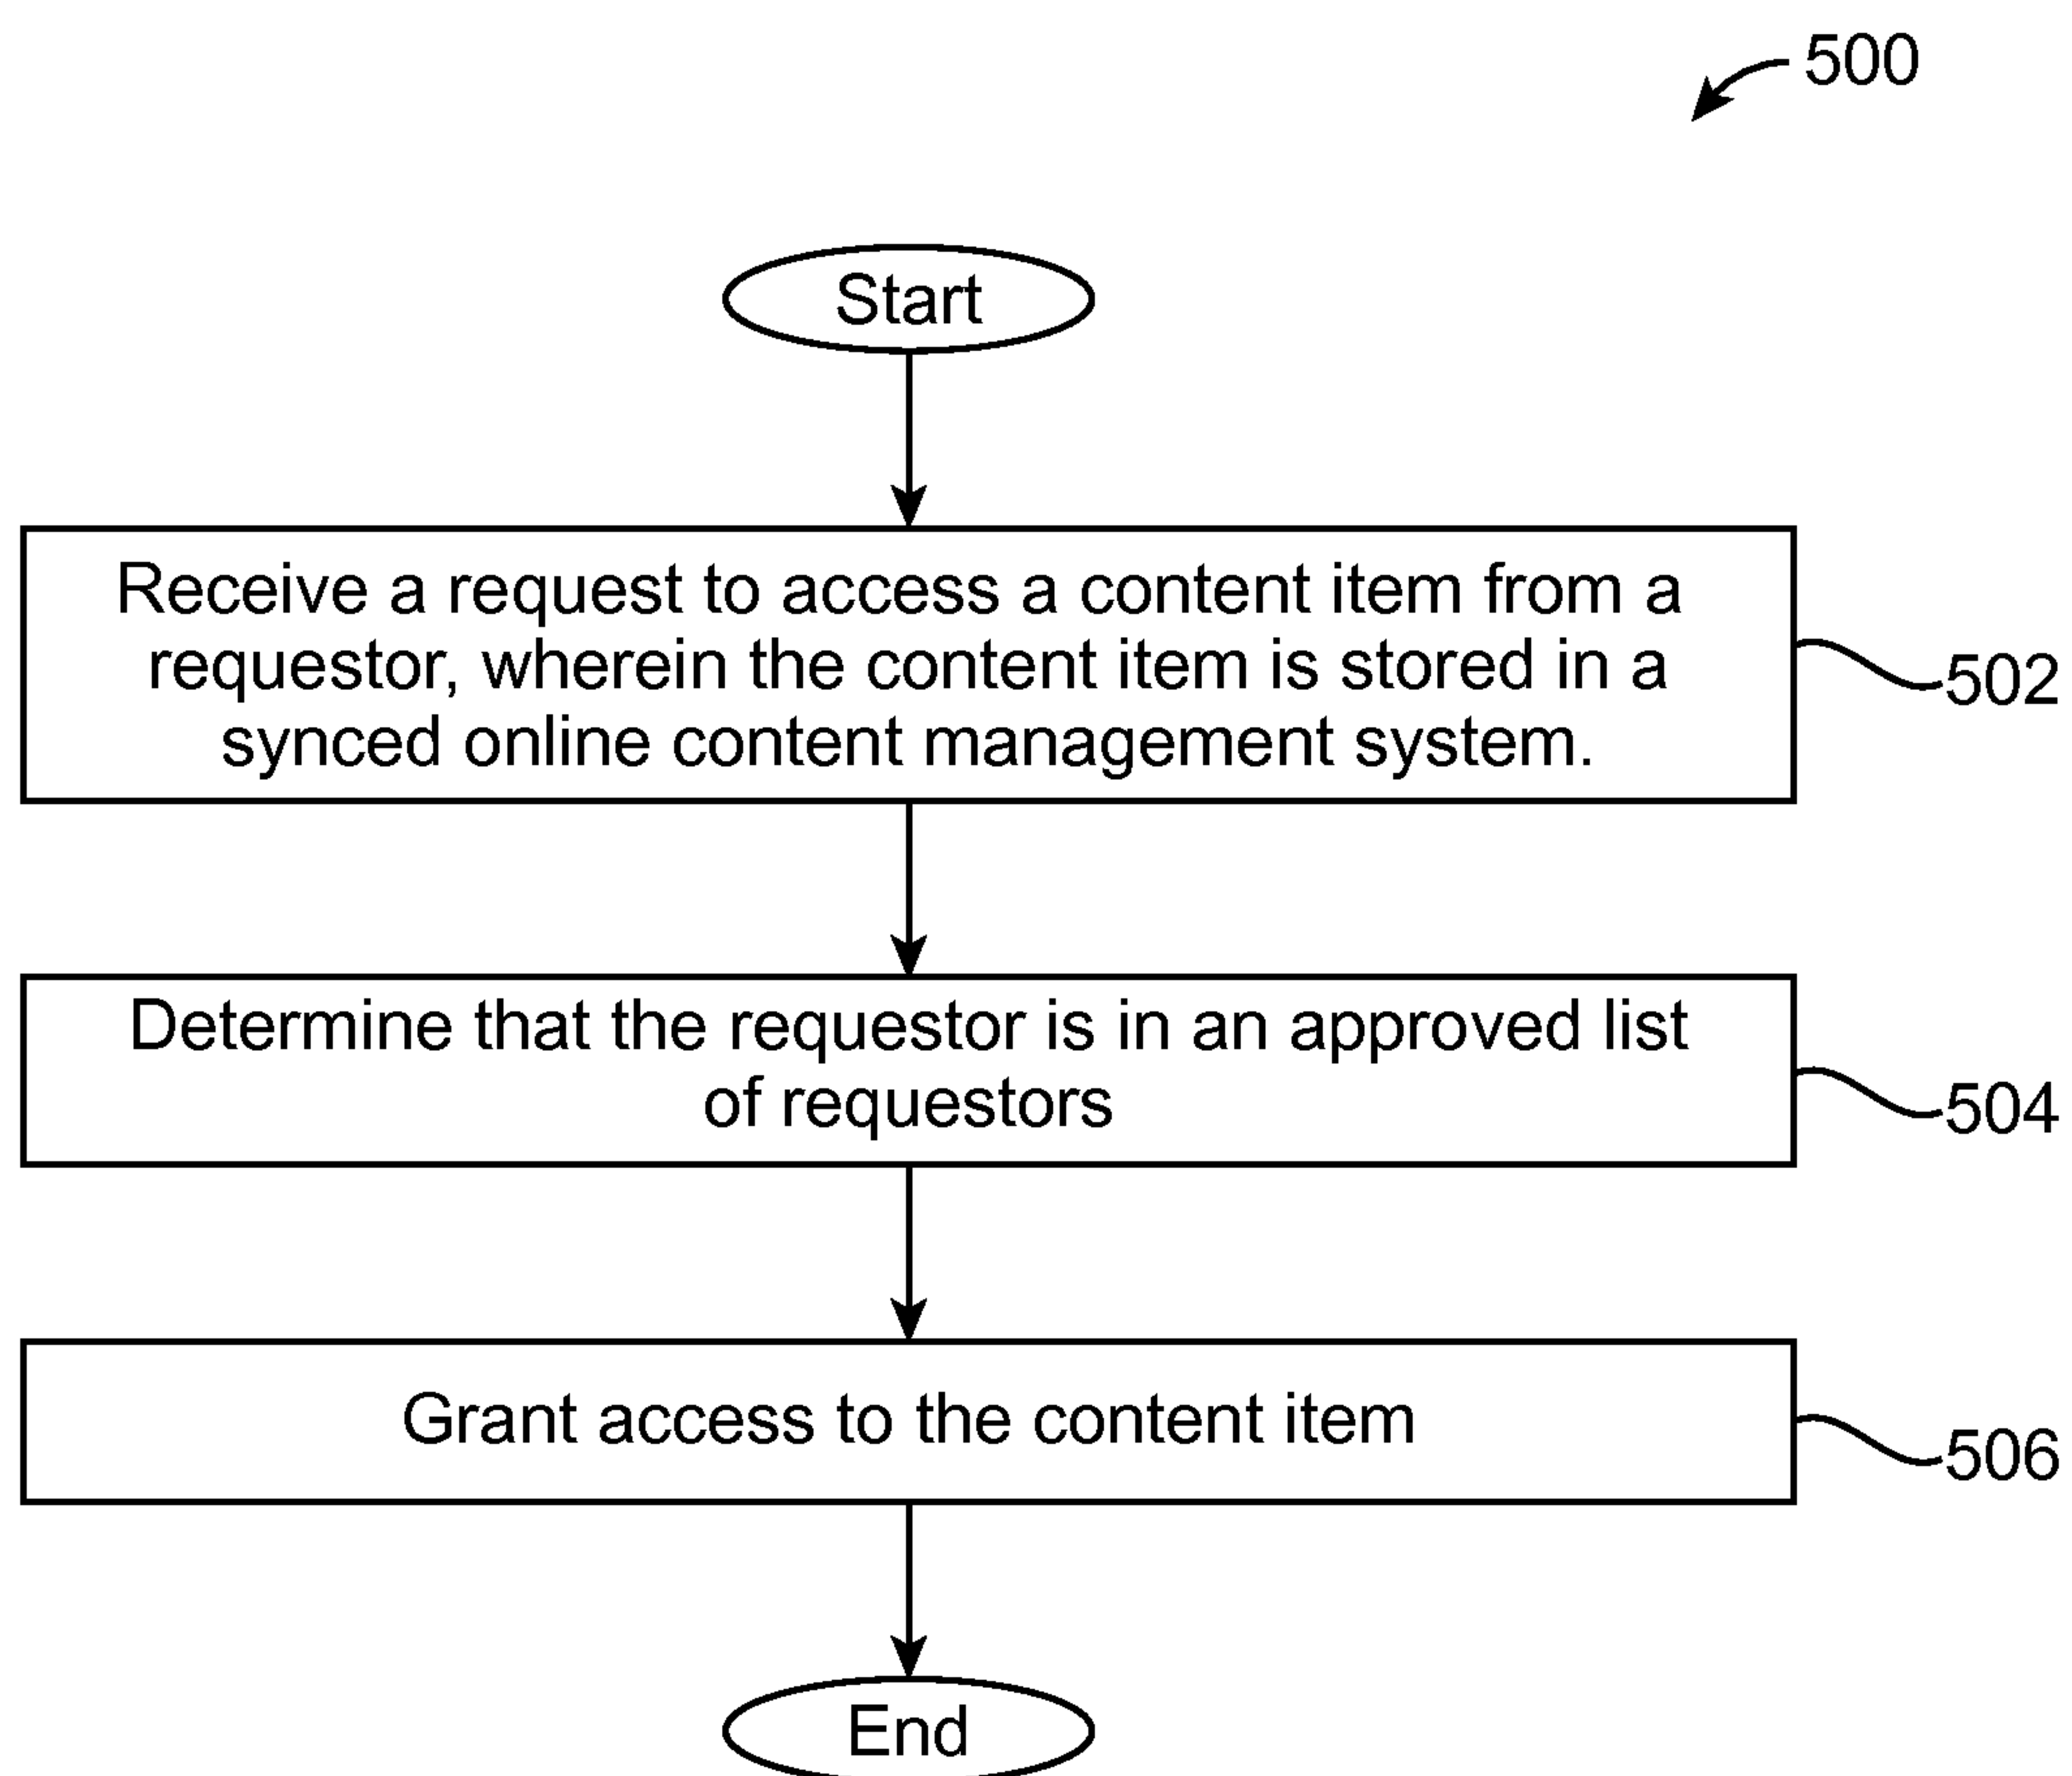 500
Start
Receive a request to access a content item from a
requestor, wherein the content item is stored in a
synced online content management system.
502
Determine that the requestor is in an approved list
of requestors
504
Grant access to the content item
506
End